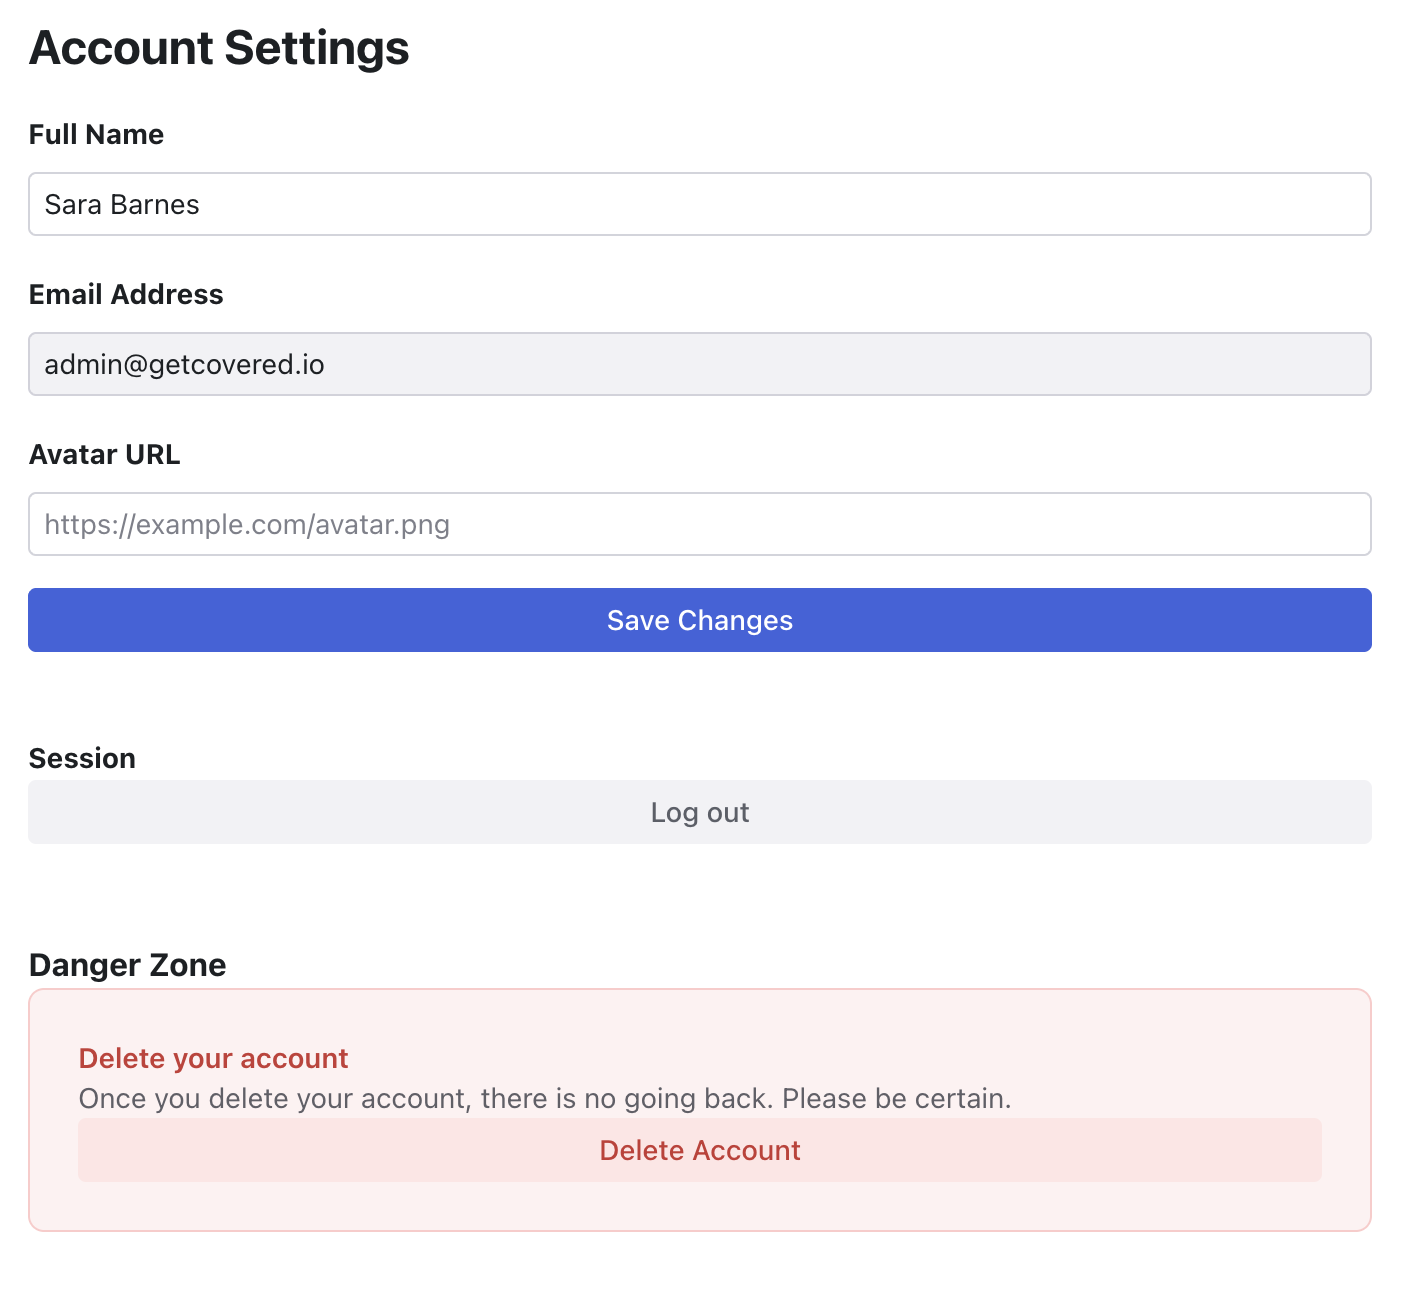 Account Settings
Full Name
Sara Barnes
Email Address
admin@getcovered.io
Avatar URL
https://example.com/avatar.png
Save Changes
Session
Log out
Danger Zone
Delete your account
Once you delete your account, there is no going back. Please be certain.
Delete Account